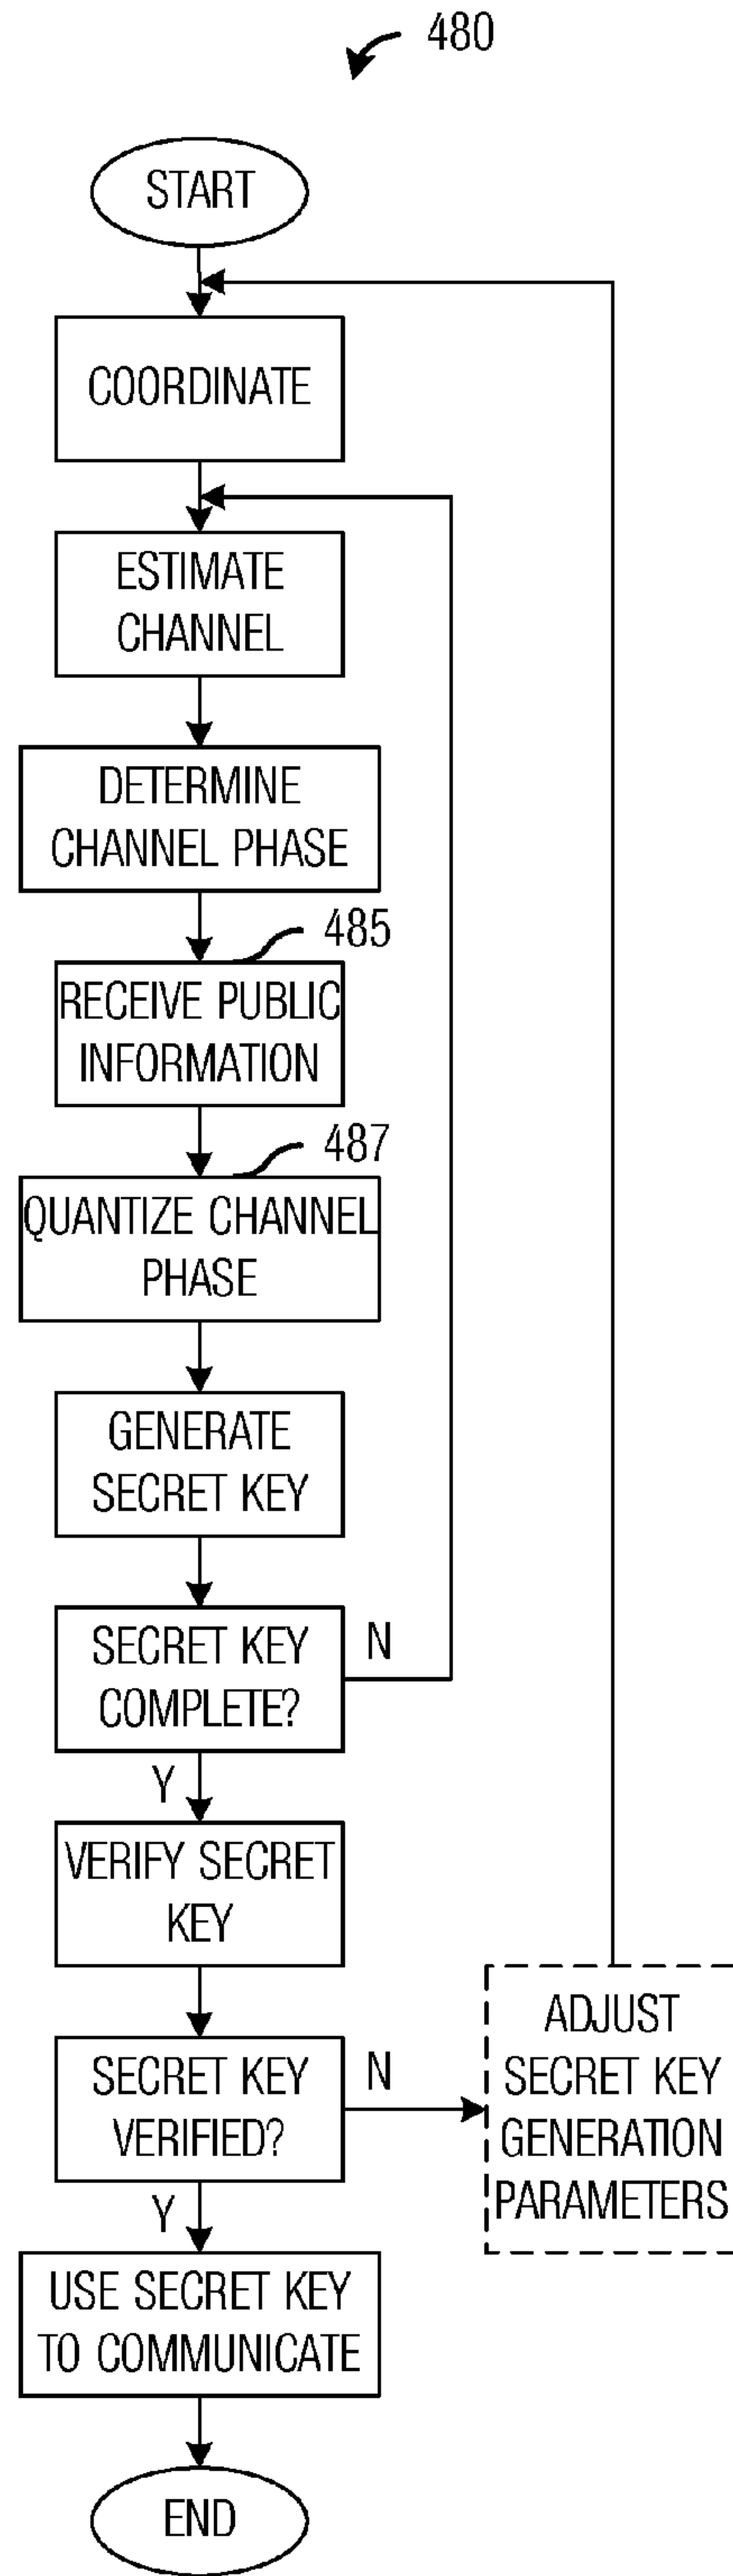 480
START
COORDINATE
ESTIMATE
CHANNEL
DETERMINE
CHANNEL PHASE
485
RECEIVE PUBLIC
INFORMATION
487
QUANTIZE CHANNEL
PHASE
GENERATE
SECRET KEY
SECRET KEY
COMPLETE?
N
Y
VERIFY SECRET
KEY
SECRET KEY
VERIFIED?
N
ADJUST
SECRET KEY
GENERATION
PARAMETERS
Y
USE SECRET KEY
TO COMMUNICATE
END